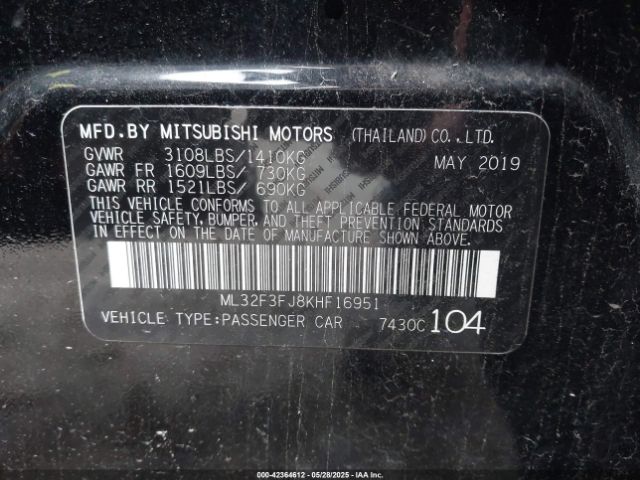 MFD.BY MITSUBISHI MOTORS (THAILAND) CO.,LTD.
GVWR 3108LBS/1410KG MAY 2019
GAWR FR 1609LBS/ 730KG
GAWR RR 1521LBS/ 690KG
THIS VEHICLE CONFORMS TO ALL APPLICABLE FEDERAL MOTOR
VEHICLE SAFETY, BUMPER, AND THEFT PREVENTION STANDARDS
IN EFFECT ON THE DATE OF MANUFACTURE SHOWN ABOVE.
ML32F3FJ8KHF16951
VEHICLE TYPE:PASSENGER CAR 7430C 104
000-42364612 | 05/28/2025 | IAAI.COM